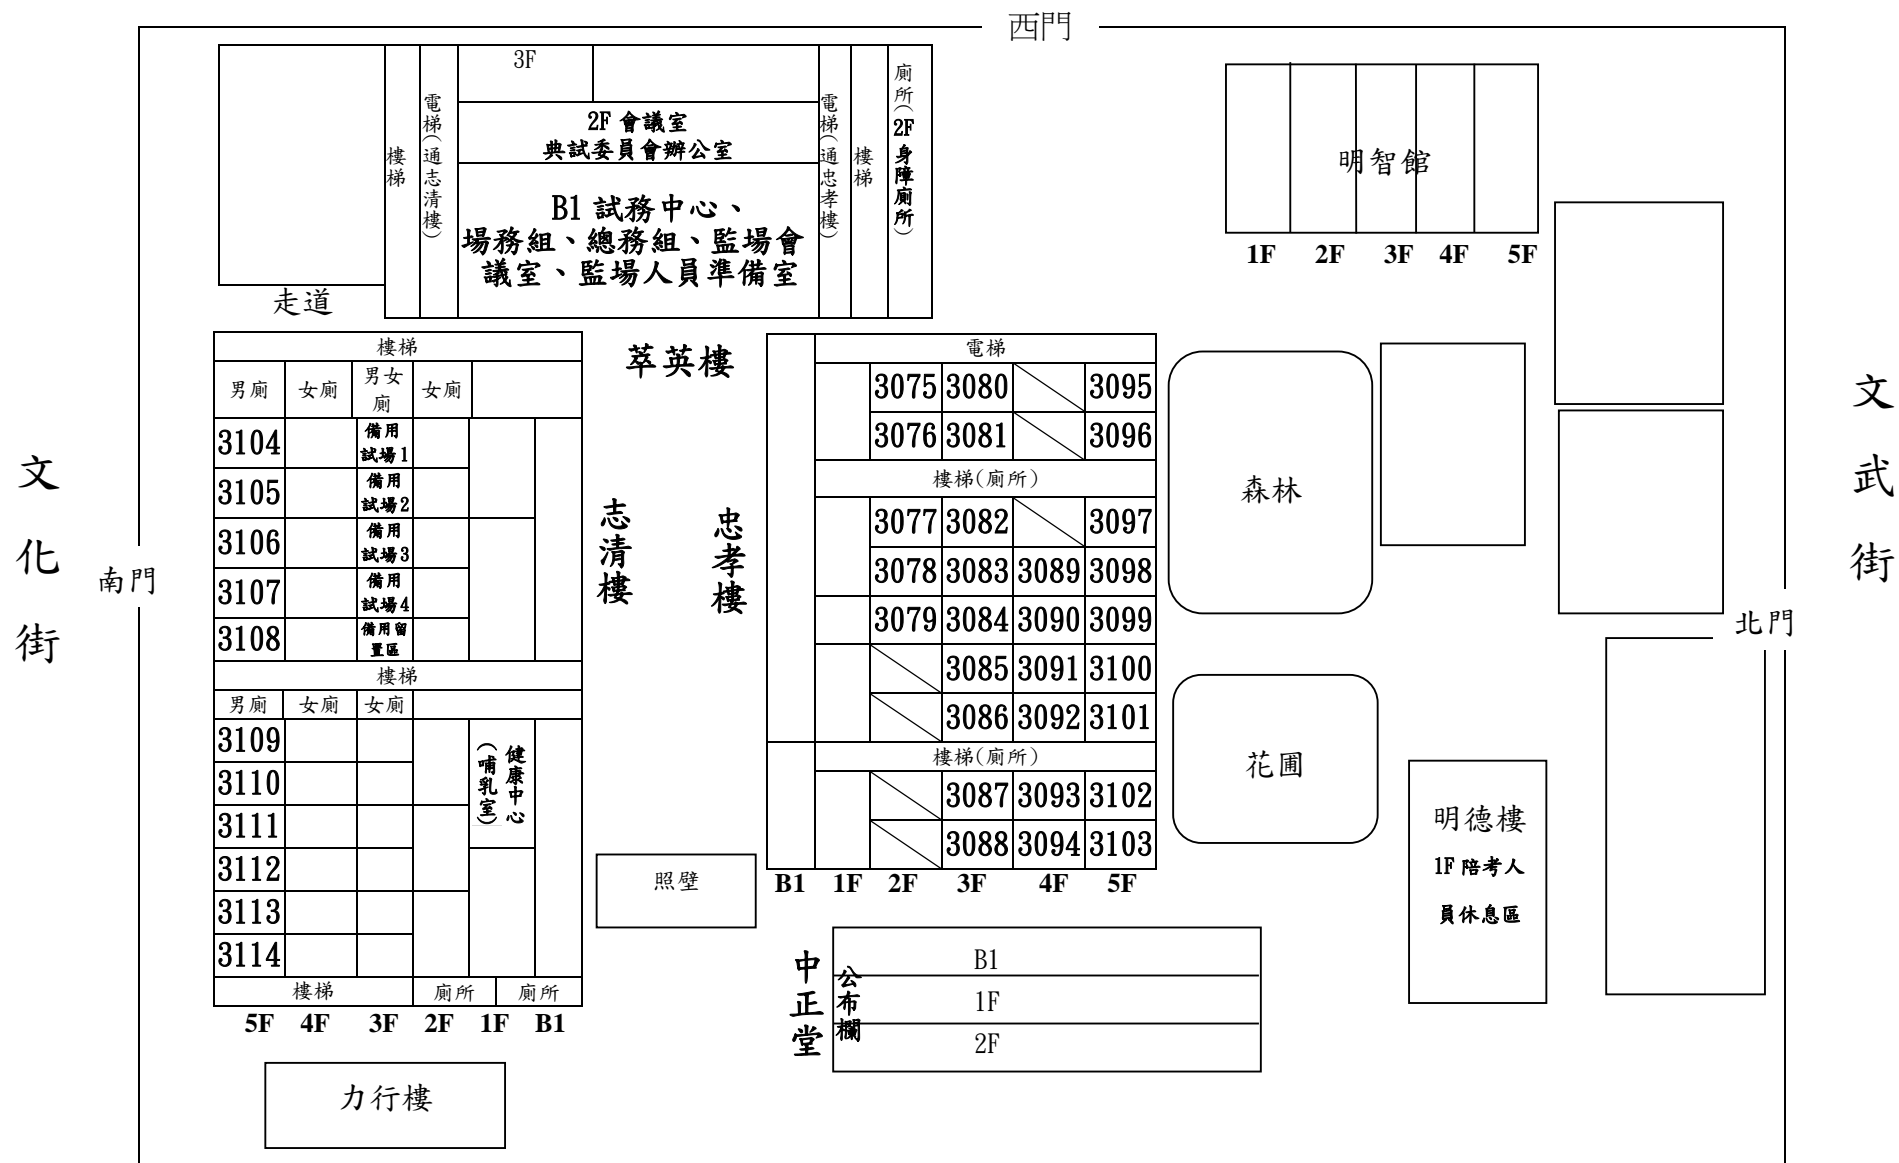 西門
3F
2F 會議室
典試委員會辦公室
B1 試務中心、
場務組、總務組、監場會
議室、監場人員準備室
樓梯
電梯(通志清樓)
電梯(通忠孝樓)
樓梯
廁所(2F 身障廁所)
走道
明智館
1F 2F 3F 4F 5F
萃英樓
文化街
南門
樓梯
男廁 女廁 男女廁 女廁
3104 備用試場1
3105 備用試場2
3106 備用試場3
3107 備用試場4
3108 備用留置區
樓梯
男廁 女廁 女廁
3109
3110
3111
3112
3113
3114
健康中心
(哺乳室)
樓梯 廁所 廁所
5F 4F 3F 2F 1F B1
志清樓
忠孝樓
電梯
3075 3080 3095
3076 3081 3096
樓梯(廁所)
3077 3082 3097
3078 3083 3089 3098
3079 3084 3090 3099
3085 3091 3100
3086 3092 3101
樓梯(廁所)
3087 3093 3102
3088 3094 3103
B1 1F 2F 3F 4F 5F
森林
花圃
文武街
北門
明德樓
1F 陪考人
員休息區
照壁
中正堂
公布欄
B1
1F
2F
力行樓